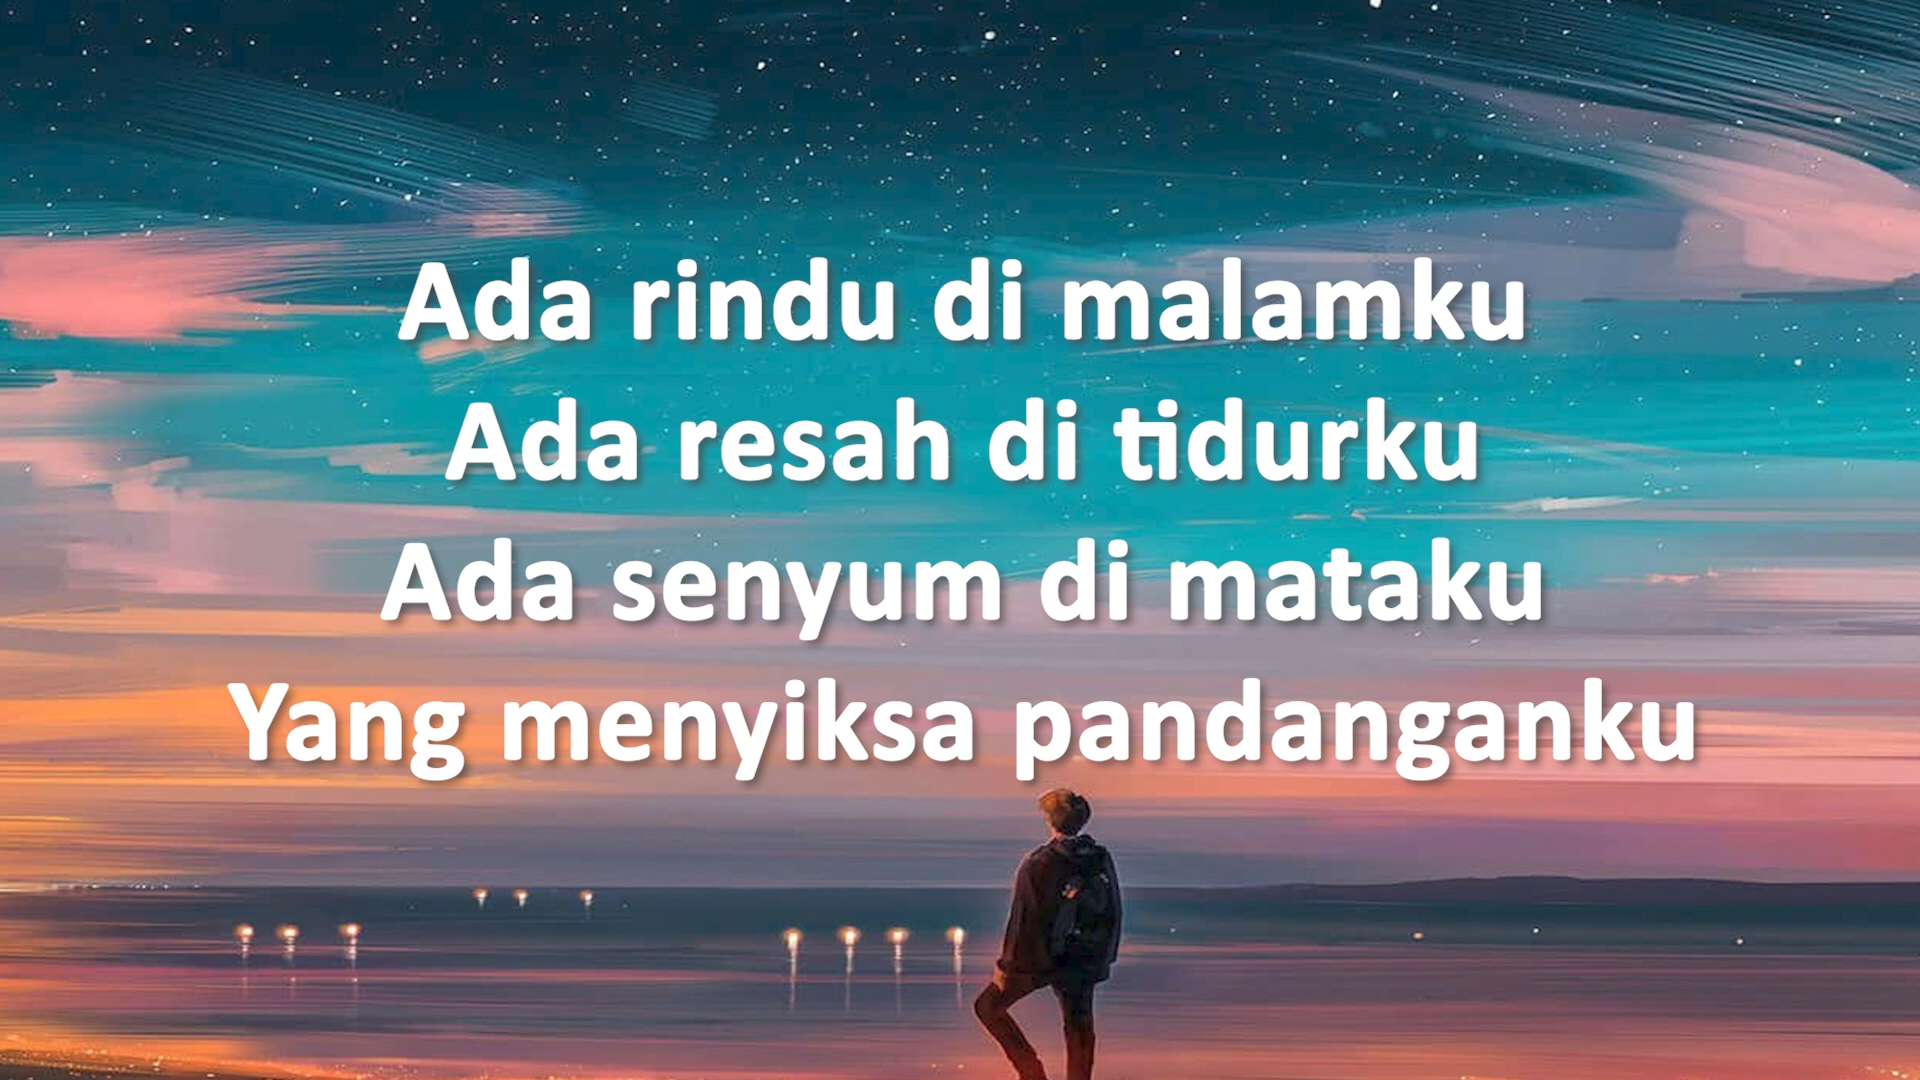 Ada rindu di malamku
Ada resah di tidurku
Ada senyum di mataku
Yang menyiksa pandanganku